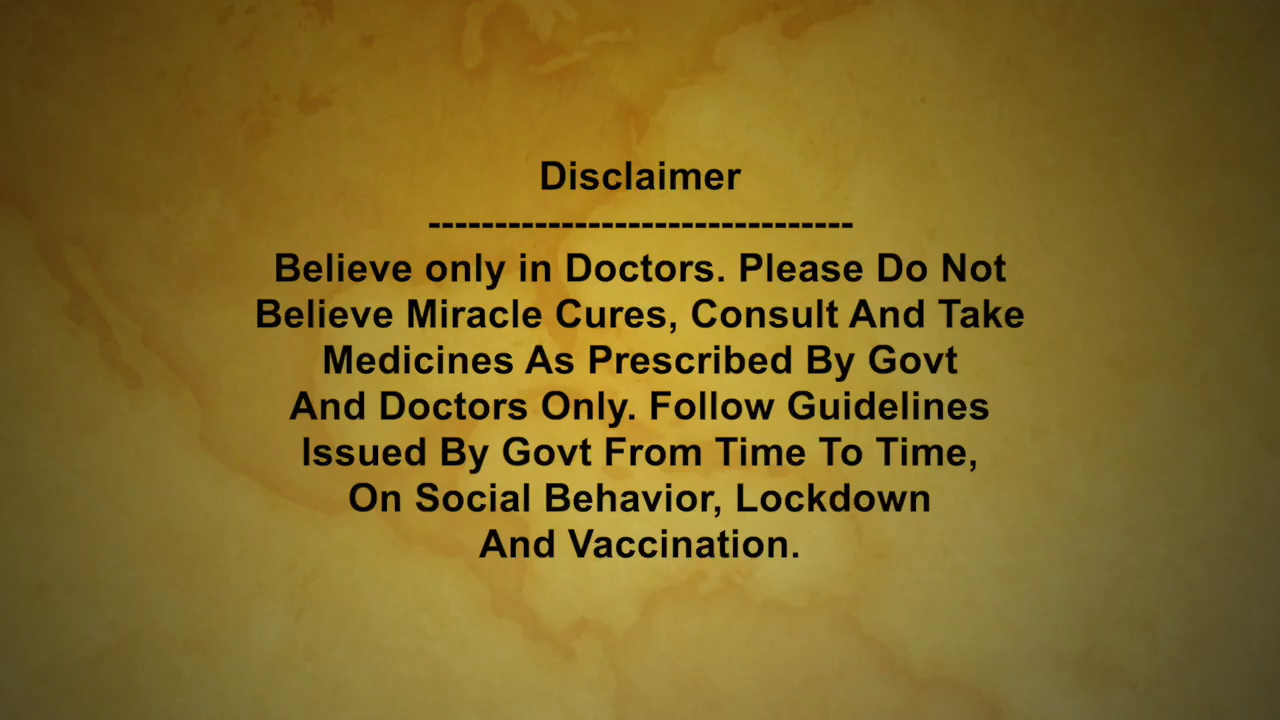 Disclaimer
--------------------------------
Believe only in Doctors. Please Do Not
Believe Miracle Cures, Consult And Take
Medicines As Prescribed By Govt
And Doctors Only. Follow Guidelines
Issued By Govt From Time To Time,
On Social Behavior, Lockdown
And Vaccination.